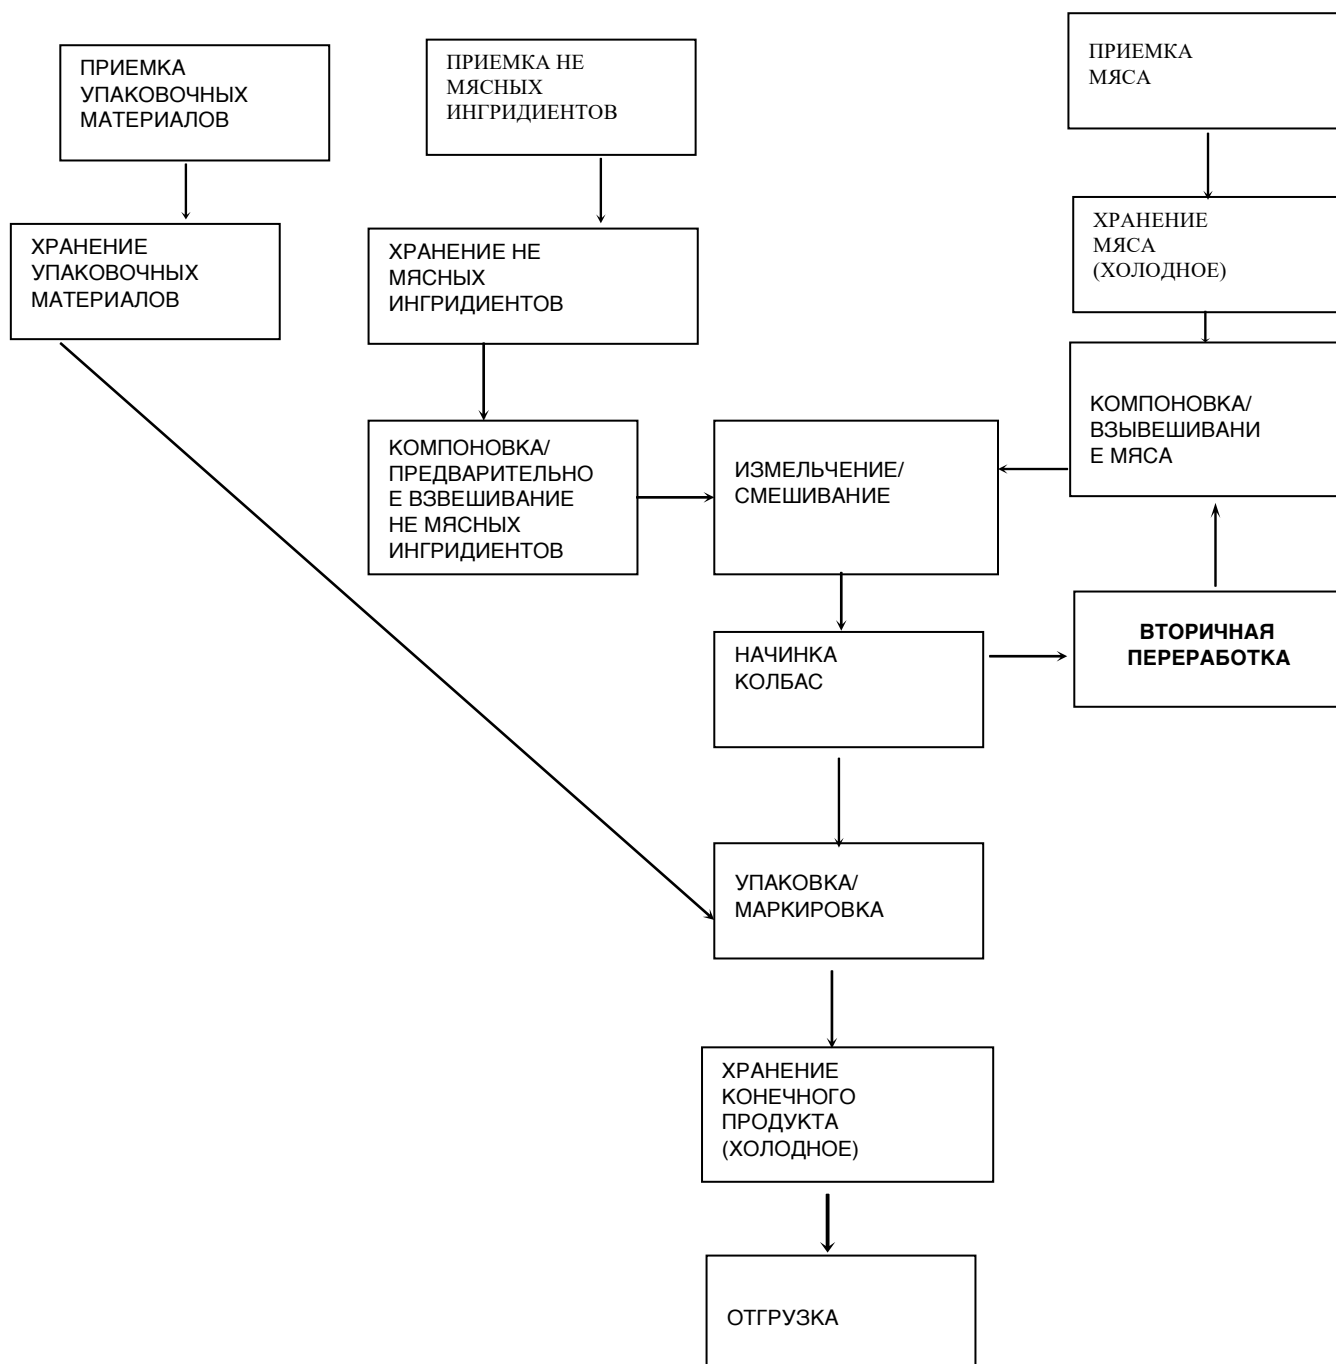 ПРИЕМКА
УПАКОВОЧНЫХ
МАТЕРИАЛОВ
ПРИЕМКА НЕ
МЯСНЫХ
ИНГРИДИЕНТОВ
ПРИЕМКА
МЯСА
ХРАНЕНИЕ
УПАКОВОЧНЫХ
МАТЕРИАЛОВ
ХРАНЕНИЕ НЕ
МЯСНЫХ
ИНГРИДИЕНТОВ
ХРАНЕНИЕ
МЯСА
(ХОЛОДНОЕ)
КОМПОНОВКА/
ПРЕДВАРИТЕЛЬНО
Е ВЗВЕШИВАНИЕ
НЕ МЯСНЫХ
ИНГРИДИЕНТОВ
ИЗМЕЛЬЧЕНИЕ/
СМЕШИВАНИЕ
КОМПОНОВКА/
ВЗЫВЕШИВАНИ
Е МЯСА
НАЧИНКА
КОЛБАС
ВТОРИЧНАЯ
ПЕРЕРАБОТКА
УПАКОВКА/
МАРКИРОВКА
ХРАНЕНИЕ
КОНЕЧНОГО
ПРОДУКТА
(ХОЛОДНОЕ)
ОТГРУЗКА